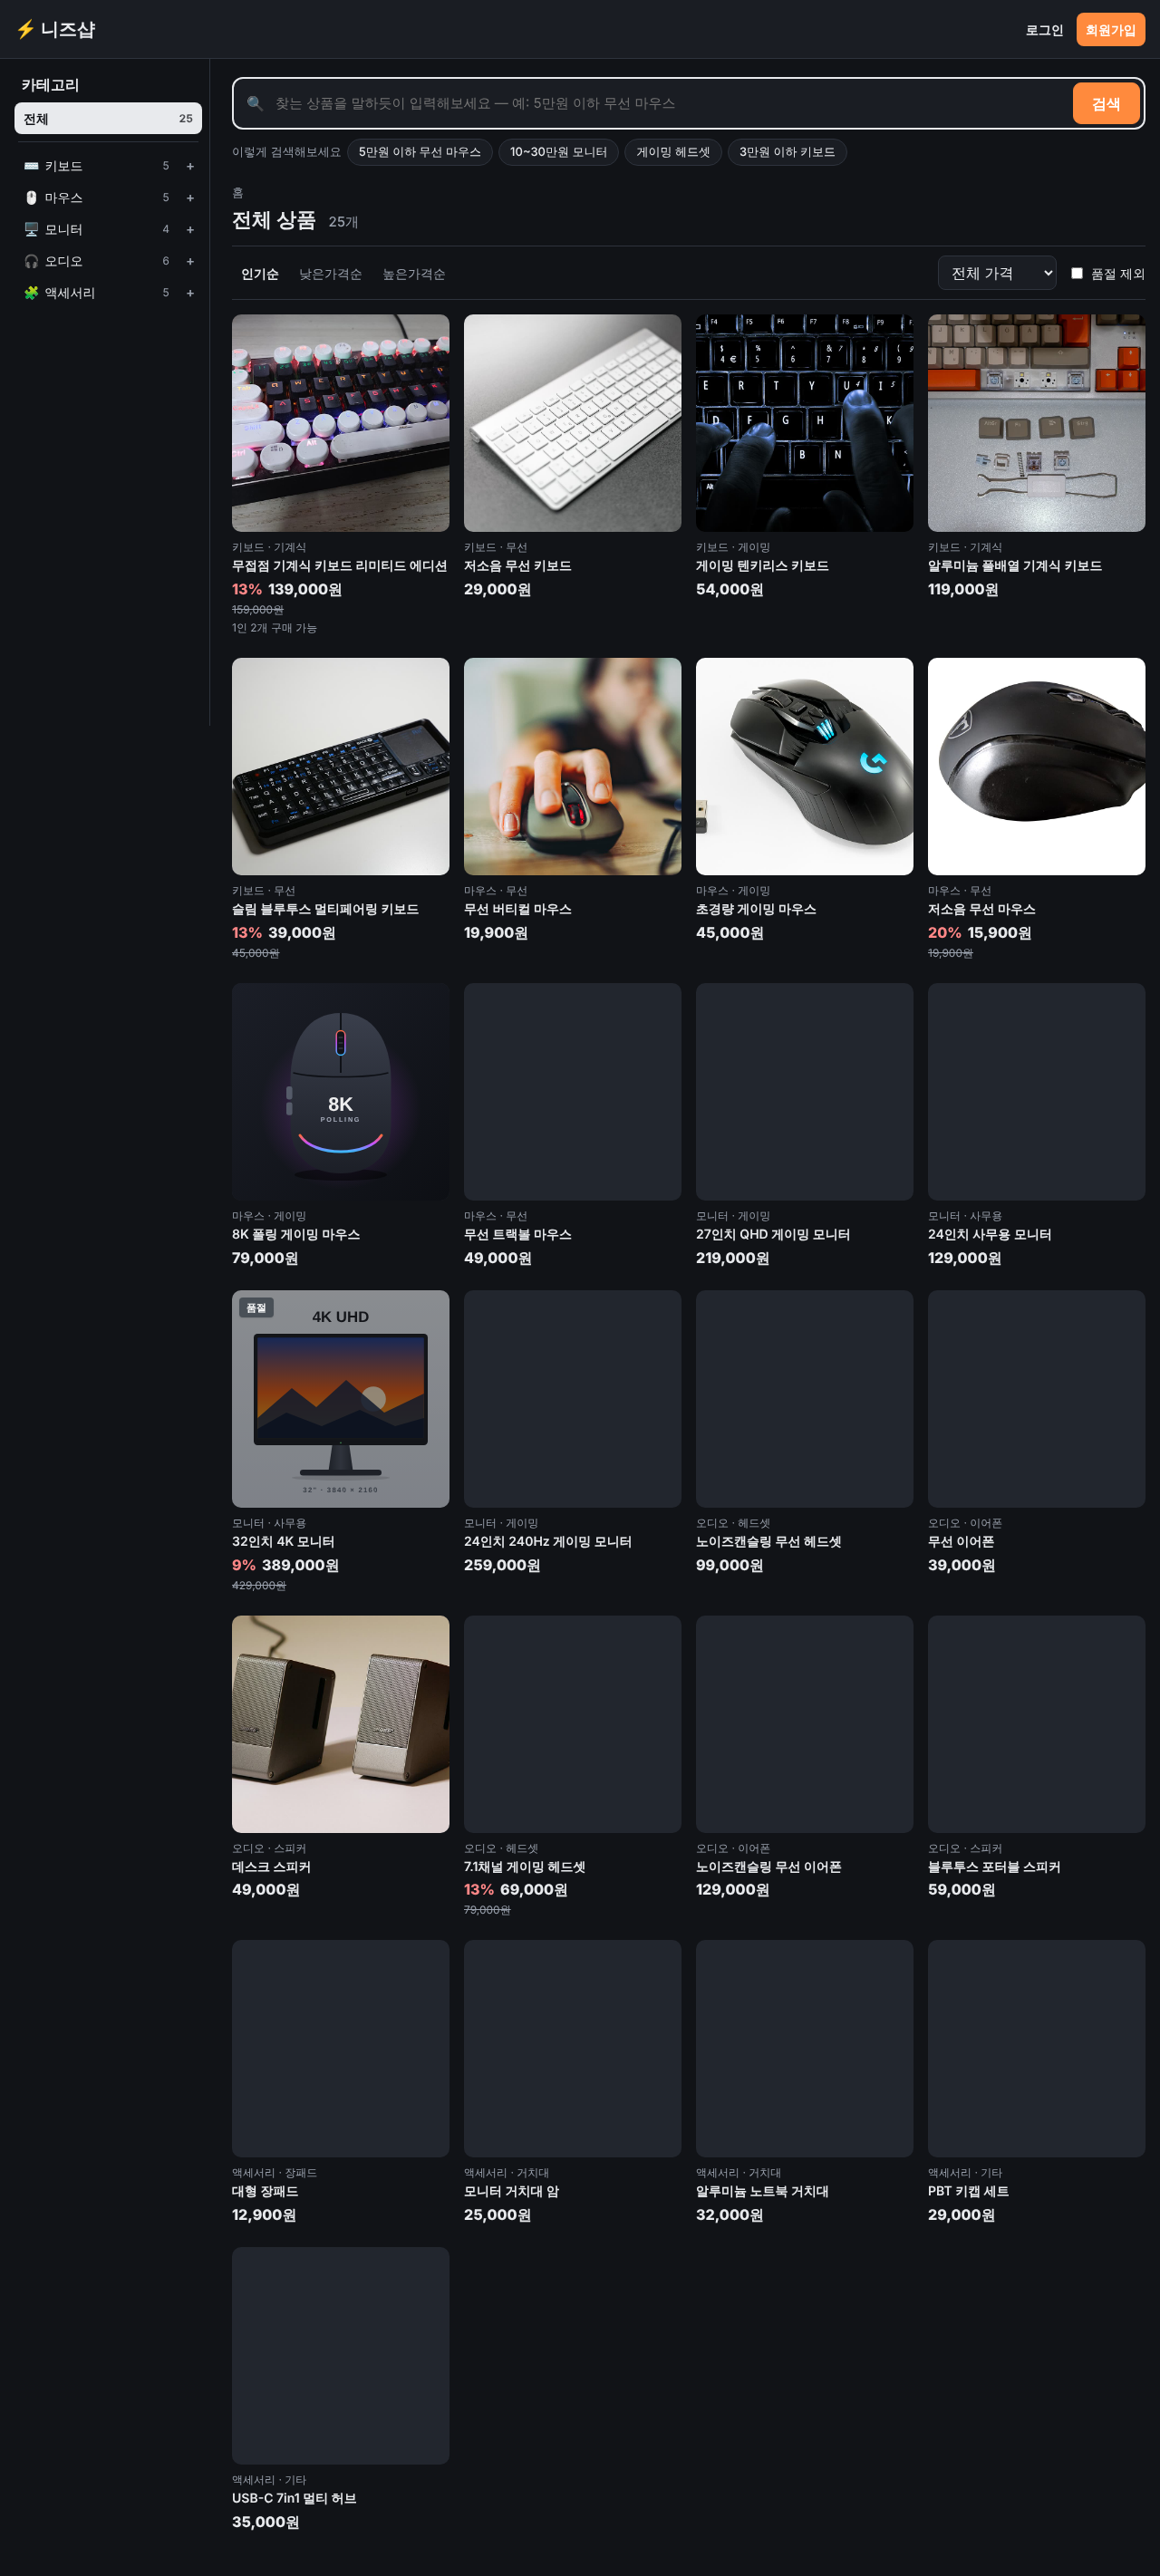 ⚡ 니즈샵
로그인
회원가입
카테고리
전체 25
⌨️ 키보드 5 +
🖱️ 마우스 5 +
🖥️ 모니터 4 +
🎧 오디오 6 +
🧩 액세서리 5 +
🔍 찾는 상품을 말하듯이 입력해보세요 — 예: 5만원 이하 무선 마우스
검색
이렇게 검색해보세요 5만원 이하 무선 마우스 10~30만원 모니터 게이밍 헤드셋 3만원 이하 키보드
홈
전체 상품 25개
인기순 낮은가격순 높은가격순
전체 가격
품절 제외
키보드 · 기계식
무접점 기계식 키보드 리미티드 에디션
13% 139,000원
159,000원
1인 2개 구매 가능
키보드 · 무선
저소음 무선 키보드
29,000원
키보드 · 게이밍
게이밍 텐키리스 키보드
54,000원
키보드 · 기계식
알루미늄 풀배열 기계식 키보드
119,000원
키보드 · 무선
슬림 블루투스 멀티페어링 키보드
13% 39,000원
45,000원
마우스 · 무선
무선 버티컬 마우스
19,900원
마우스 · 게이밍
초경량 게이밍 마우스
45,000원
마우스 · 무선
저소음 무선 마우스
20% 15,900원
19,900원
8K
POLLING
마우스 · 게이밍
8K 폴링 게이밍 마우스
79,000원
마우스 · 무선
무선 트랙볼 마우스
49,000원
모니터 · 게이밍
27인치 QHD 게이밍 모니터
219,000원
모니터 · 사무용
24인치 사무용 모니터
129,000원
품절
4K UHD
32" · 3840 × 2160
모니터 · 사무용
32인치 4K 모니터
9% 389,000원
429,000원
모니터 · 게이밍
24인치 240Hz 게이밍 모니터
259,000원
오디오 · 헤드셋
노이즈캔슬링 무선 헤드셋
99,000원
오디오 · 이어폰
무선 이어폰
39,000원
오디오 · 스피커
데스크 스피커
49,000원
오디오 · 헤드셋
7.1채널 게이밍 헤드셋
13% 69,000원
79,000원
오디오 · 이어폰
노이즈캔슬링 무선 이어폰
129,000원
오디오 · 스피커
블루투스 포터블 스피커
59,000원
액세서리 · 장패드
대형 장패드
12,900원
액세서리 · 거치대
모니터 거치대 암
25,000원
액세서리 · 거치대
알루미늄 노트북 거치대
32,000원
액세서리 · 기타
PBT 키캡 세트
29,000원
액세서리 · 기타
USB-C 7in1 멀티 허브
35,000원